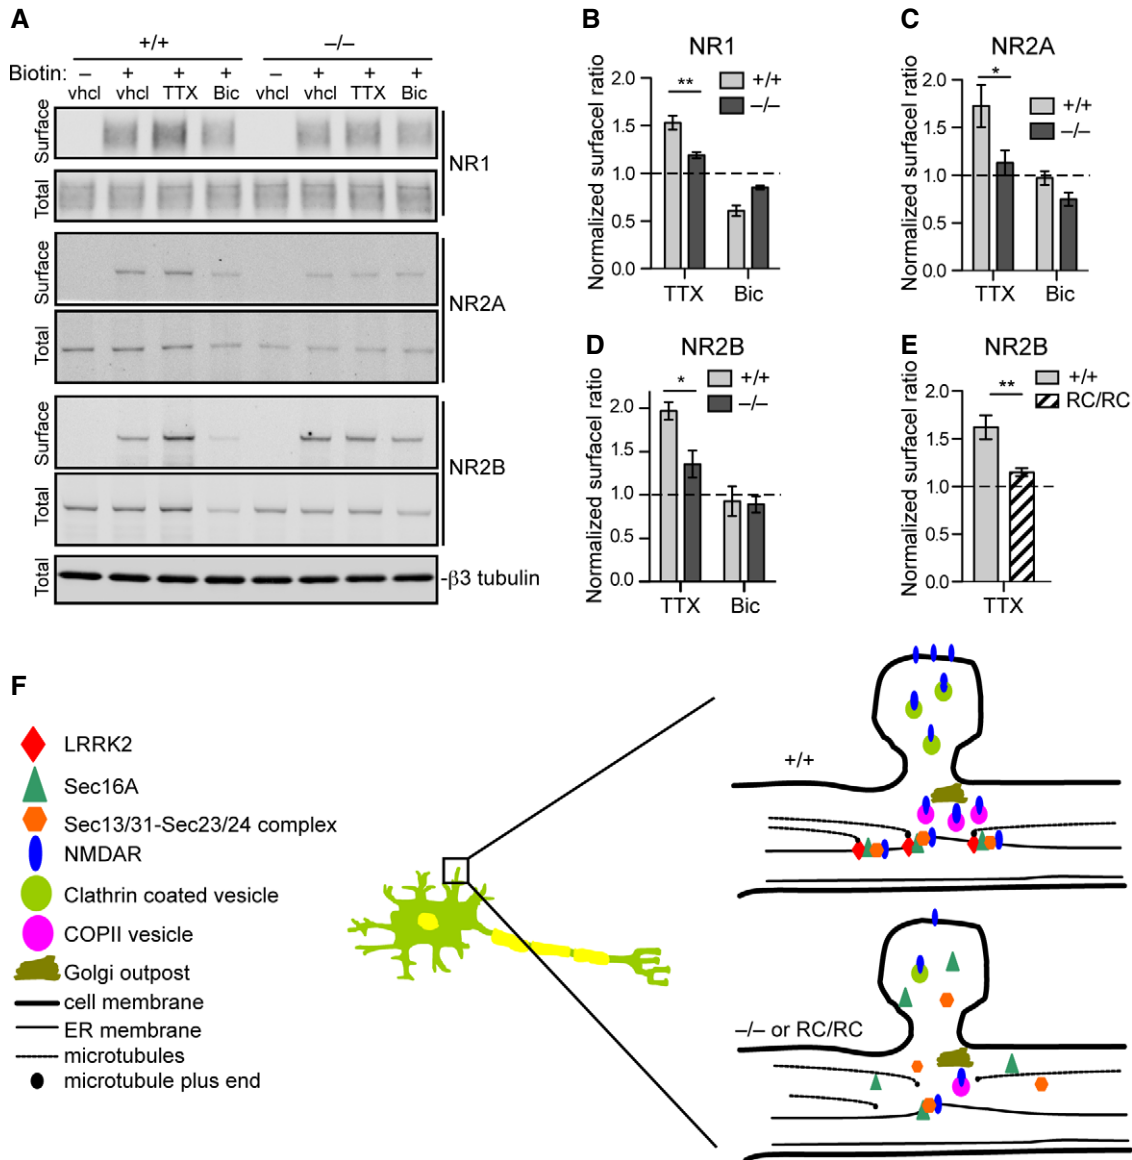 A
+/+ –/–
Biotin: – + + + – + + +
vhcl vhcl TTX Bic vhcl vhcl TTX Bic
Surface
NR1
Total
Surface
NR2A
Total
Surface
NR2B
Total
Total
-β3 tubulin
B
NR1
Normalized surfacel ratio
2.0
1.5
1.0
0.5
0.0
**
+/+
–/–
TTX Bic
C
NR2A
Normalized surfacel ratio
2.0
1.5
1.0
0.5
0.0
*
+/+
–/–
TTX Bic
D
NR2B
Normalized surfacel ratio
2.0
1.5
1.0
0.5
0.0
*
+/+
–/–
TTX Bic
E
NR2B
Normalized surfacel ratio
2.0
1.5
1.0
0.5
0.0
**
+/+
RC/RC
TTX
F
LRRK2
Sec16A
Sec13/31-Sec23/24 complex
NMDAR
Clathrin coated vesicle
COPII vesicle
Golgi outpost
cell membrane
ER membrane
microtubules
microtubule plus end
+/+
–/– or RC/RC